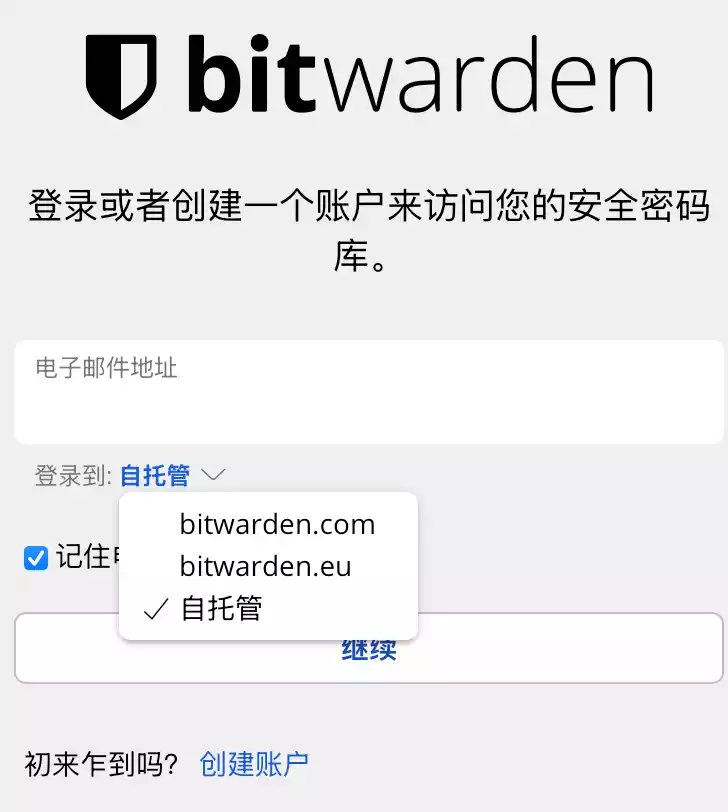 bitwarden
登录或者创建一个账户来访问您的安全密码
库。
电子邮件地址
登录到: 自托管
bitwarden.com
bitwarden.eu
记住
自托管
继续
初来乍到吗? 创建账户